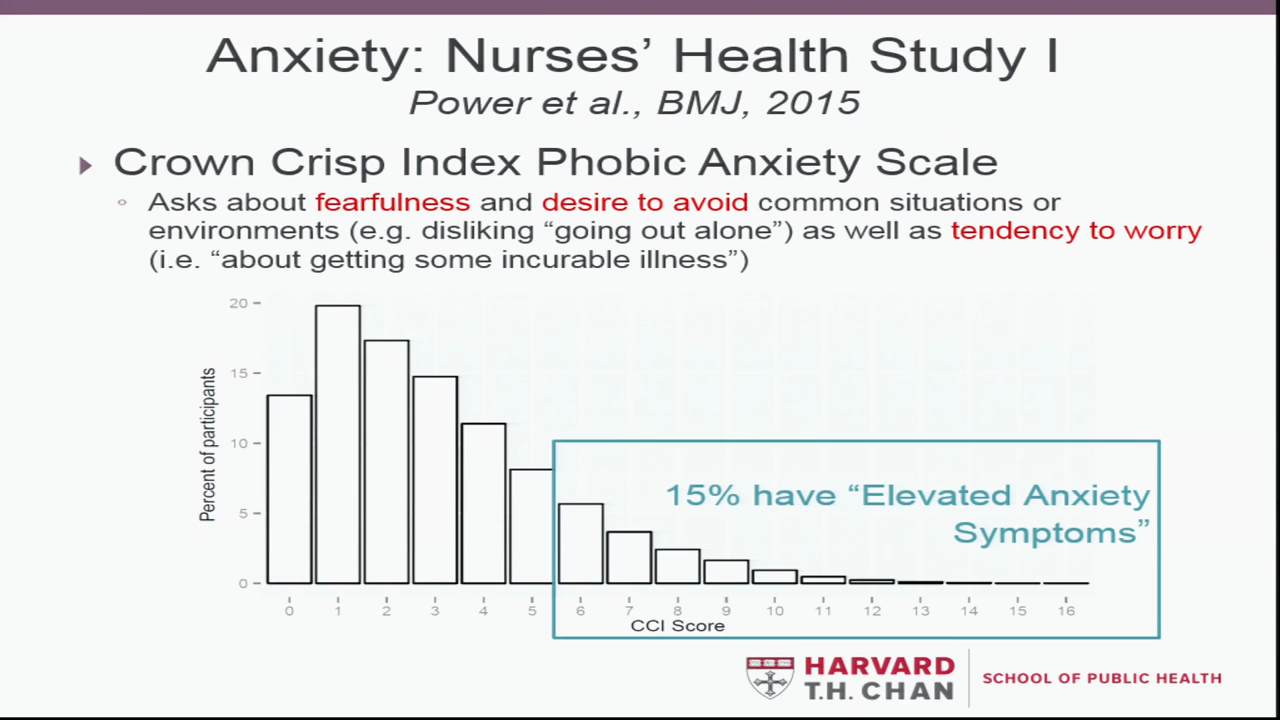 Anxiety: Nurses’ Health Study I
Power et al., BMJ, 2015
Crown Crisp Index Phobic Anxiety Scale
Asks about fearfulness and desire to avoid common situations or
environments (e.g. disliking “going out alone”) as well as tendency to worry
(i.e. “about getting some incurable illness”)
20
15
10
5
0
Percent of participants
15% have “Elevated Anxiety
Symptoms”
0 1 2 3 4 5 6 7 8 9 10 11 12 13 14 15 16
CCI Score
HARVARD
T.H. CHAN
SCHOOL OF PUBLIC HEALTH